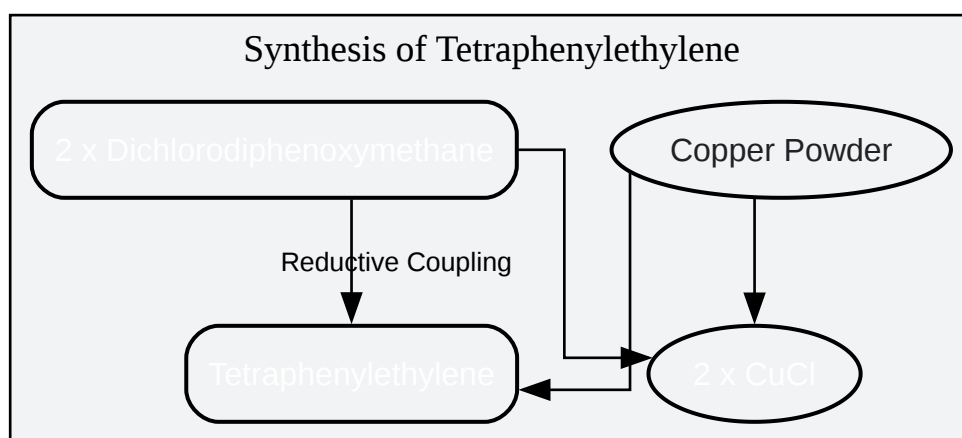 Synthesis of Tetraphenylethylene
2 x Dichlorodiphenoxymethane
Copper Powder
Reductive Coupling
Tetraphenylethylene
2 x CuCl